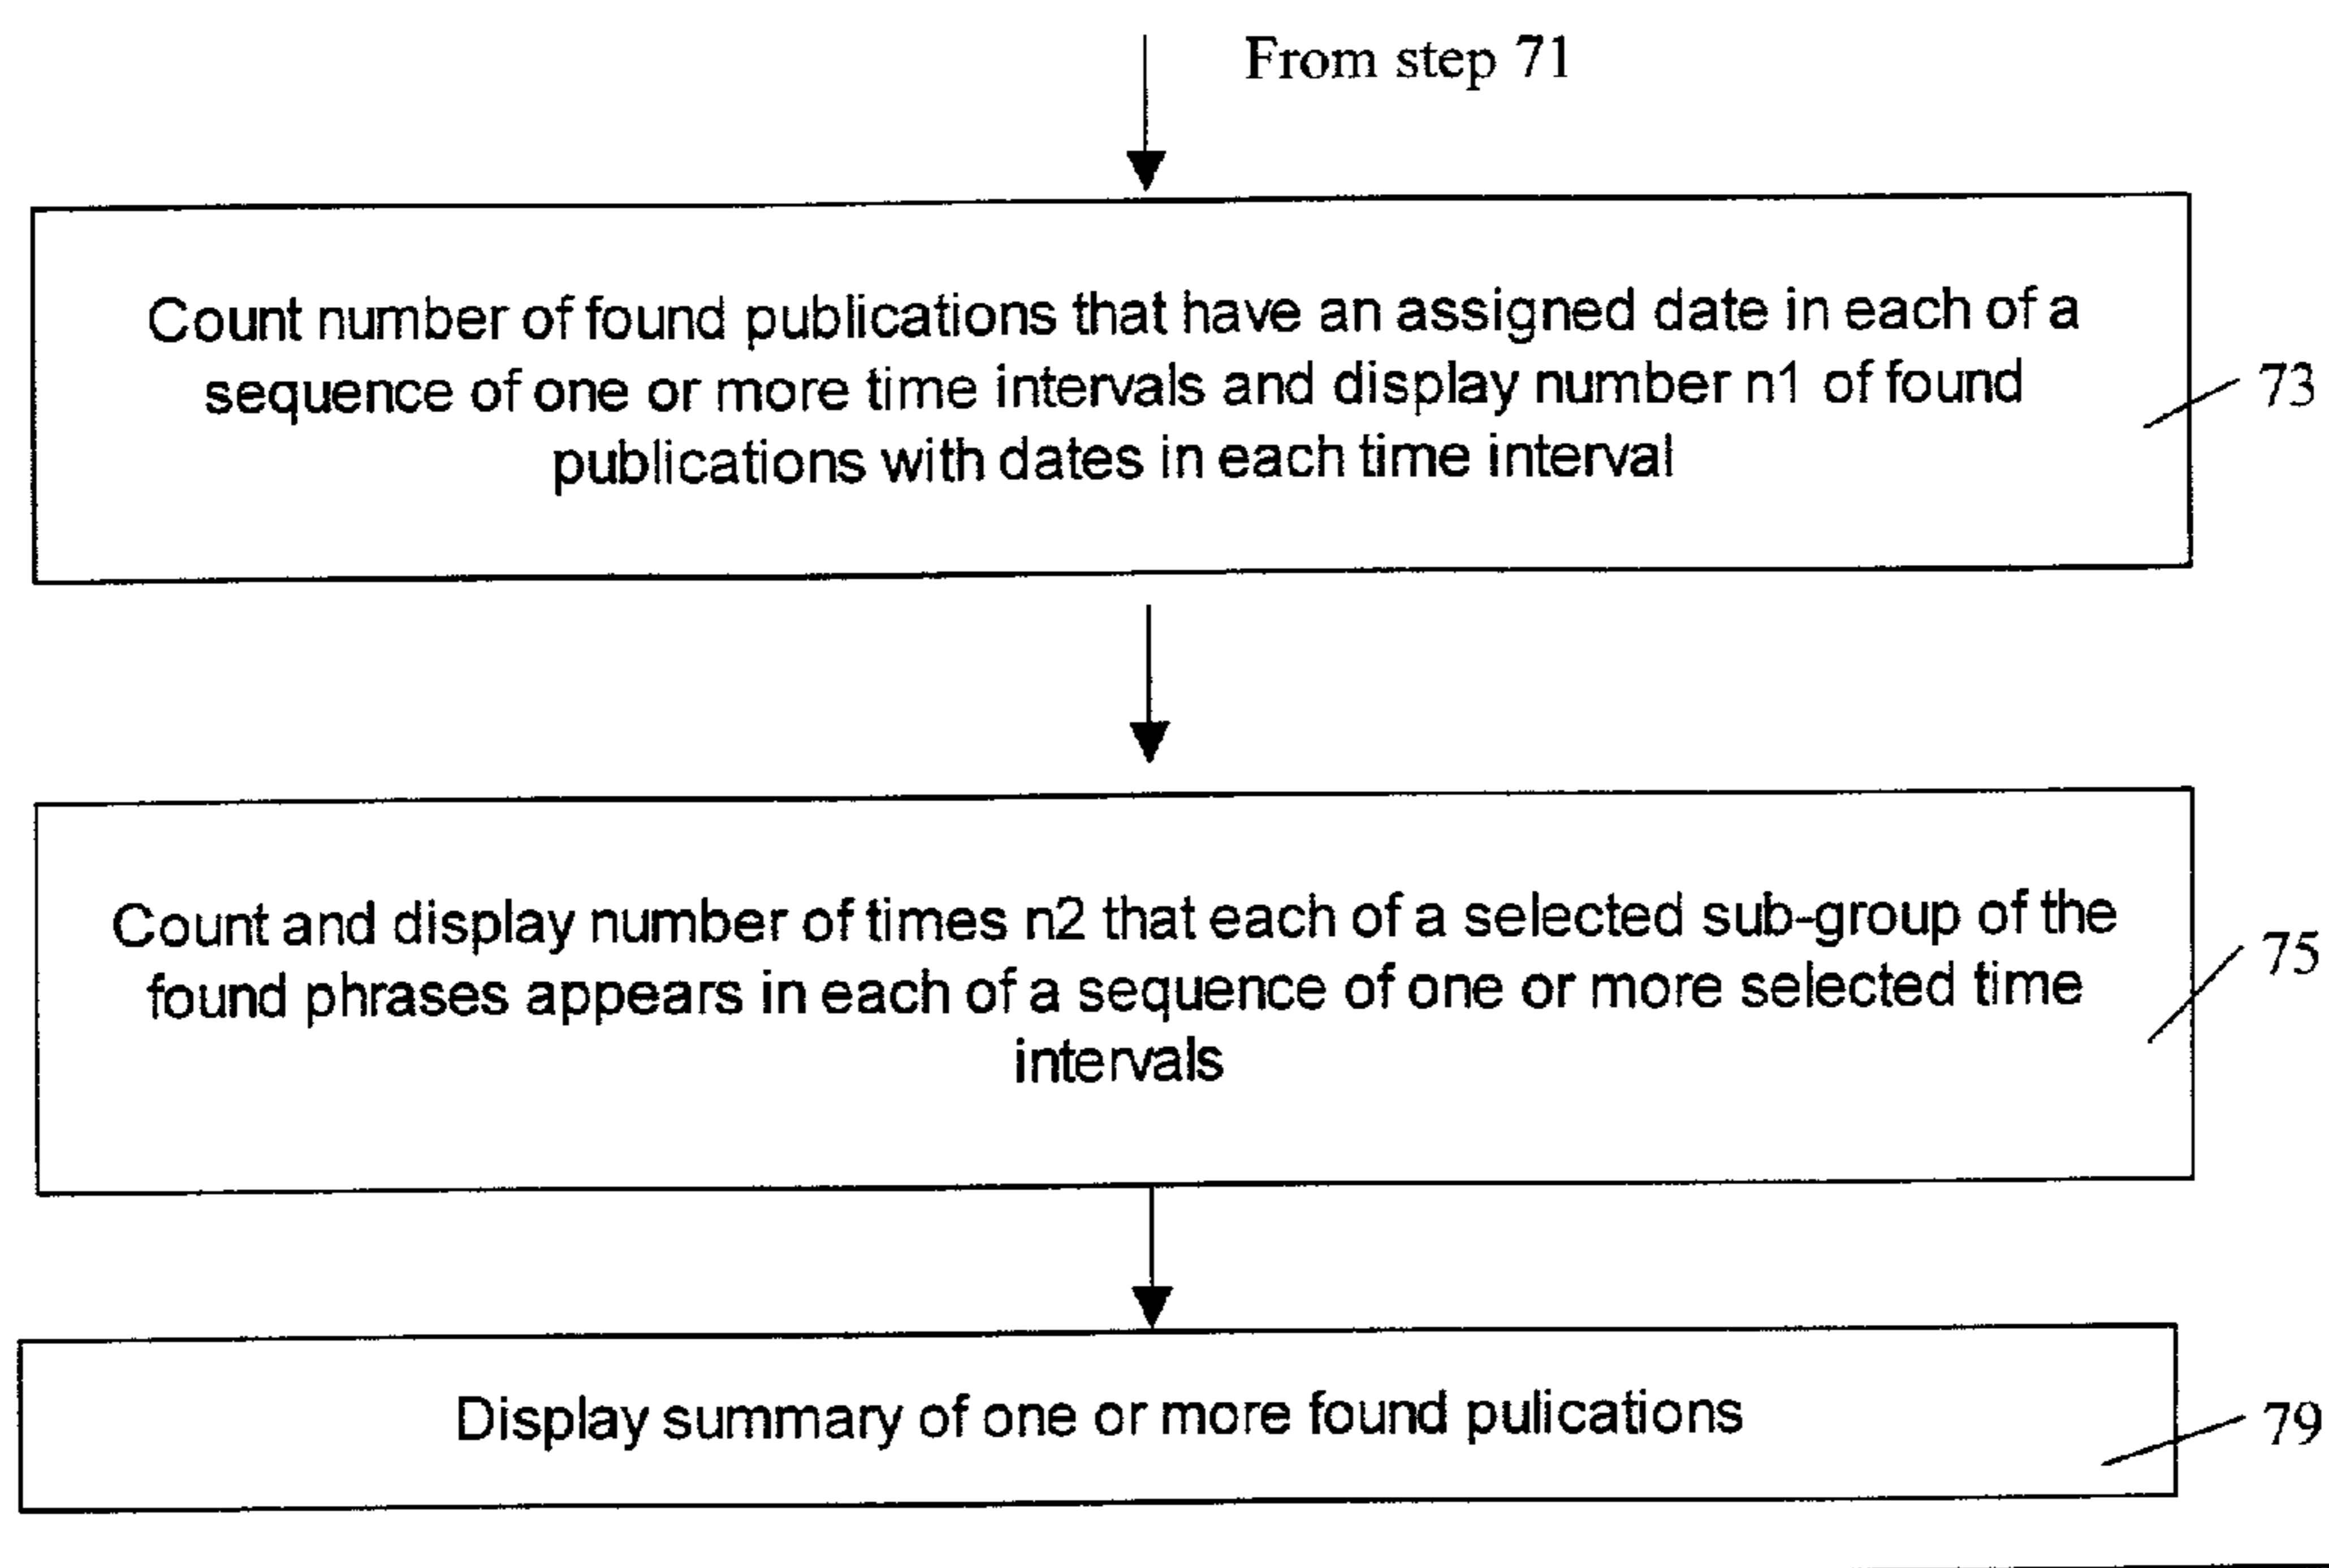 From step 71
Count number of found publications that have an assigned date in each of a
sequence of one or more time intervals and display number n1 of found
publications with dates in each time interval
73
Count and display number of times n2 that each of a selected sub-group of the
found phrases appears in each of a sequence of one or more selected time
intervals
75
Display summary of one or more found pulications
79